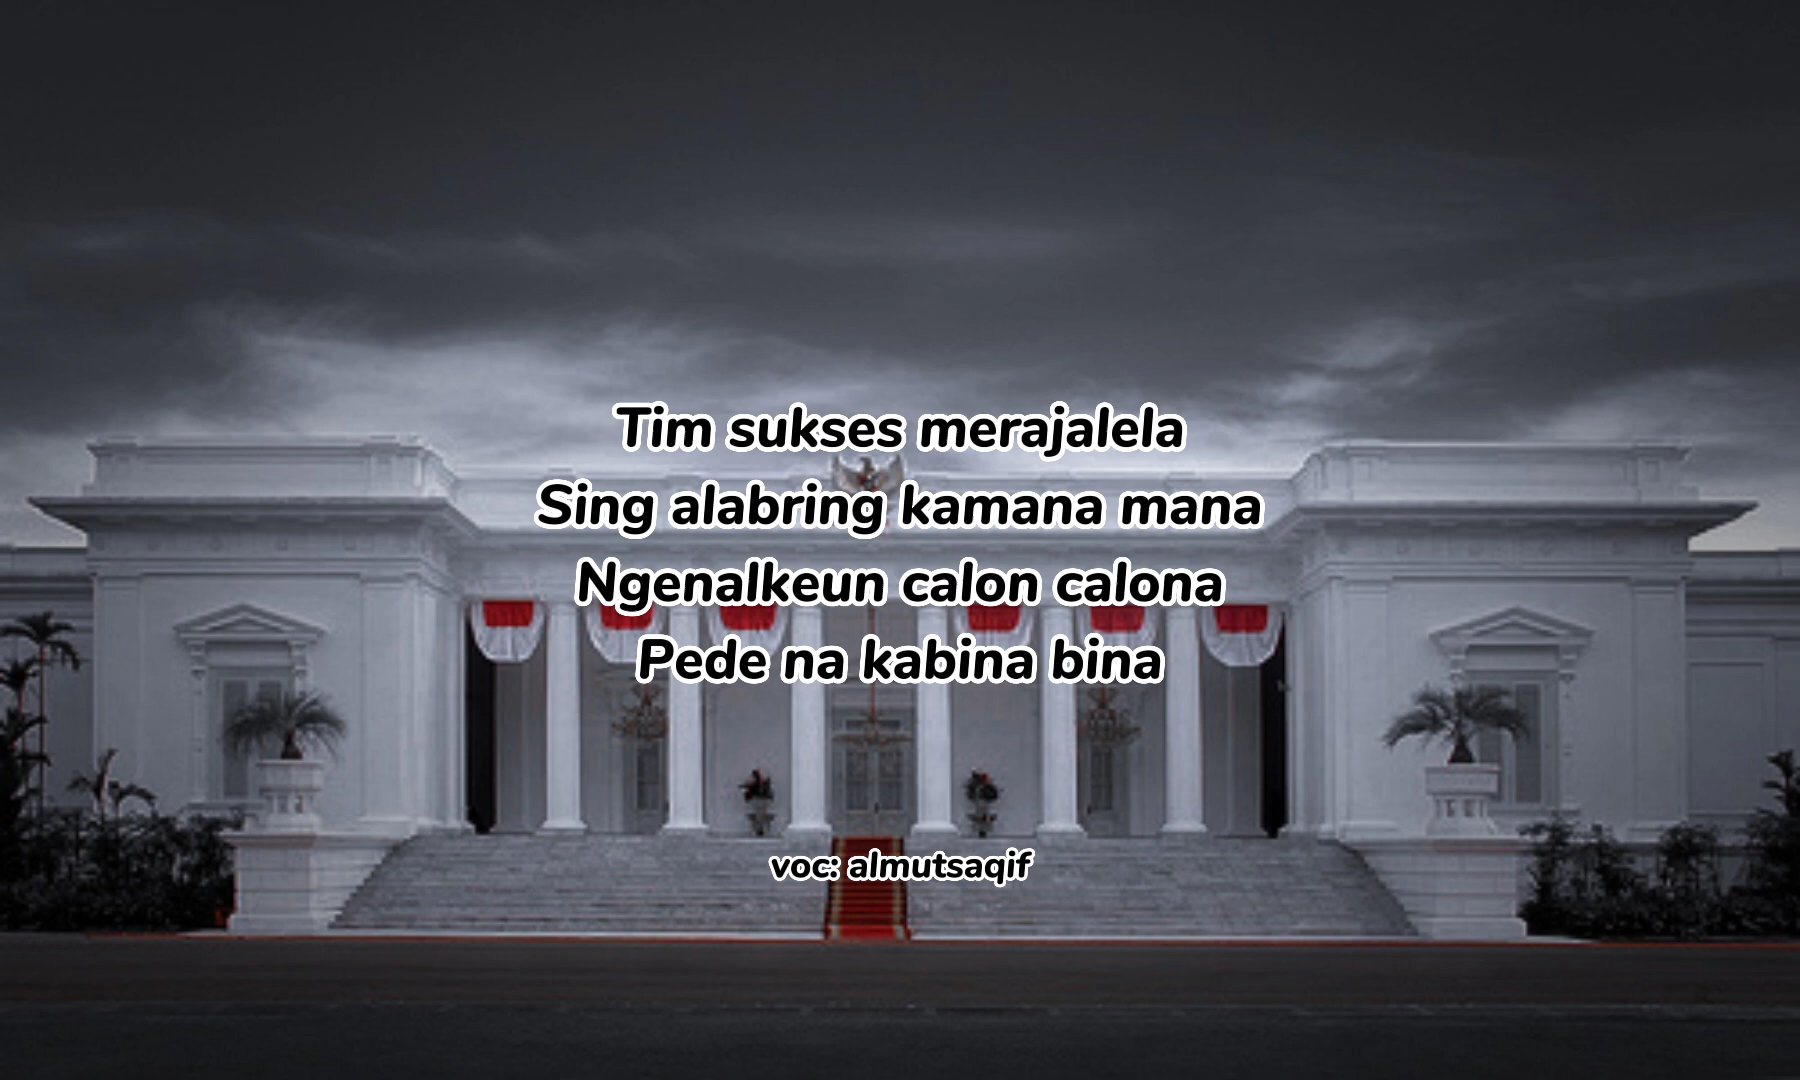 Tim sukses merajalela
Sing alabring kamana mana
Ngenalkeun calon calona
Pede na kabina bina
voc: almutsaqif